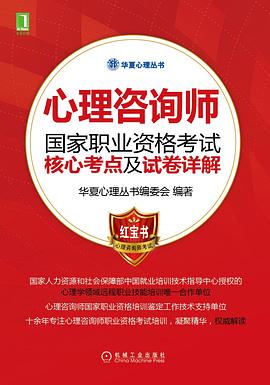 华夏心理丛书
心理咨询师
国家职业资格考试
核心考点及试卷详解
华夏心理丛书编委会 编著
红宝书
心理咨询师考试
国家人力资源和社会保障部中国就业培训技术指导中心授权的
心理学领域远程职业技能培训唯一合作单位
心理咨询师国家职业资格培训鉴定工作技术支持单位
十余年专注心理咨询师职业资格考试培训，凝聚精华，权威解读
机械工业出版社
China Machine Press